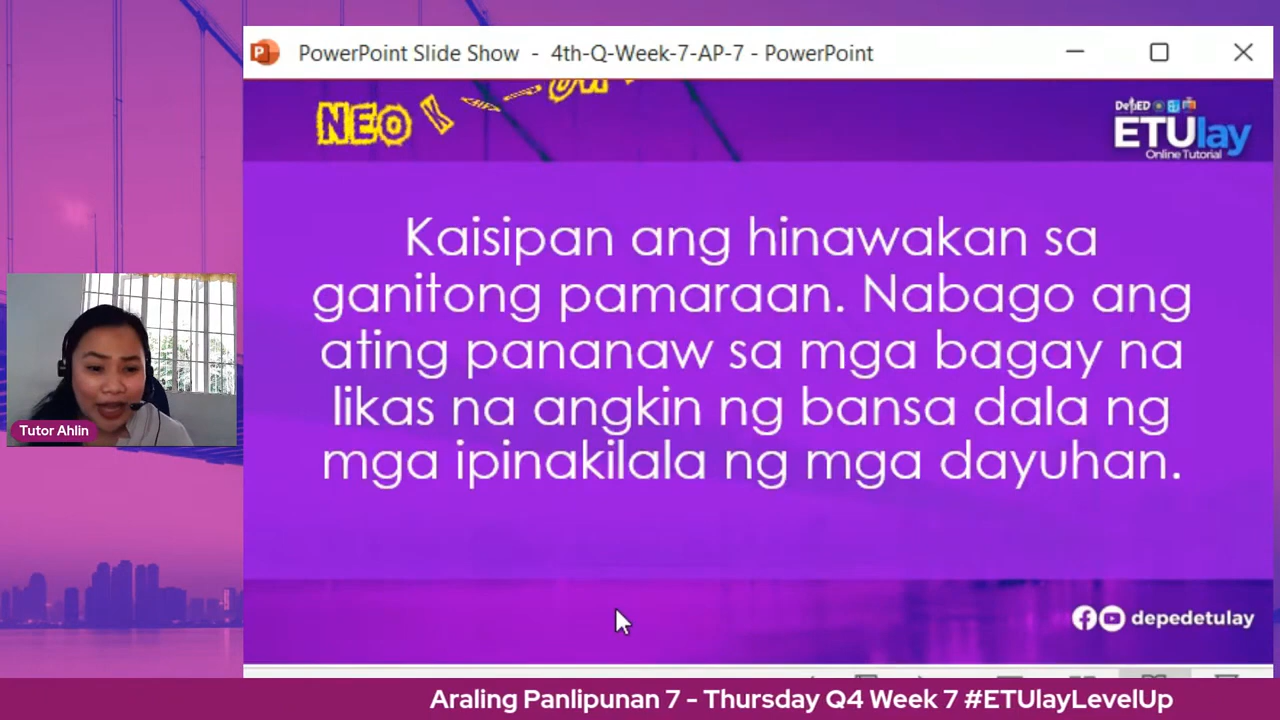 PowerPoint Slide Show - 4th-Q-Week-7-AP-7 - PowerPoint
NEO
DepED
ETUlay
Online Tutorial
Kaisipan ang hinawakan sa
ganitong pamaraan. Nabago ang
ating pananaw sa mga bagay na
likas na angkin ng bansa dala ng
mga ipinakilala ng mga dayuhan.
Tutor Ahlin
depedetulay
Araling Panlipunan 7 - Thursday Q4 Week 7 #ETUlayLevelUp